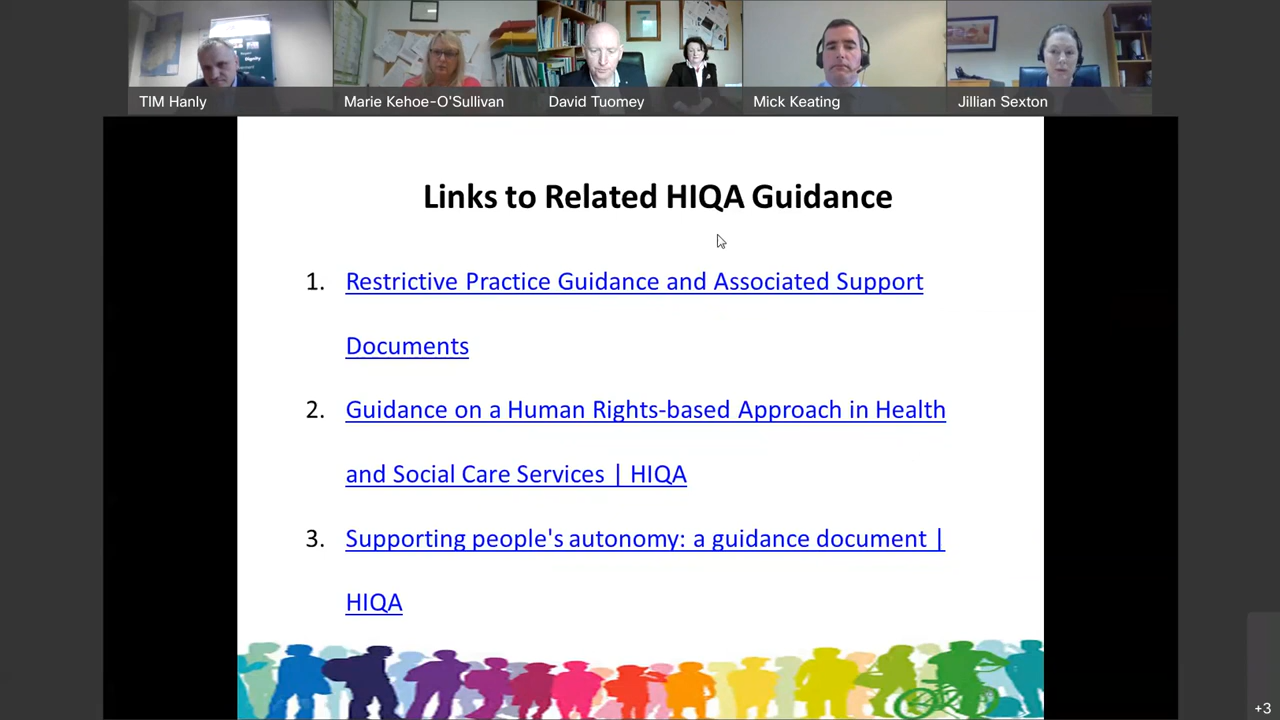 TIM Hanly
Marie Kehoe-O'Sullivan
David Tuomey
Mick Keating
Jillian Sexton
Links to Related HIQA Guidance
1. Restrictive Practice Guidance and Associated Support
Documents
2. Guidance on a Human Rights-based Approach in Health
and Social Care Services | HIQA
3. Supporting people's autonomy: a guidance document |
HIQA
+3